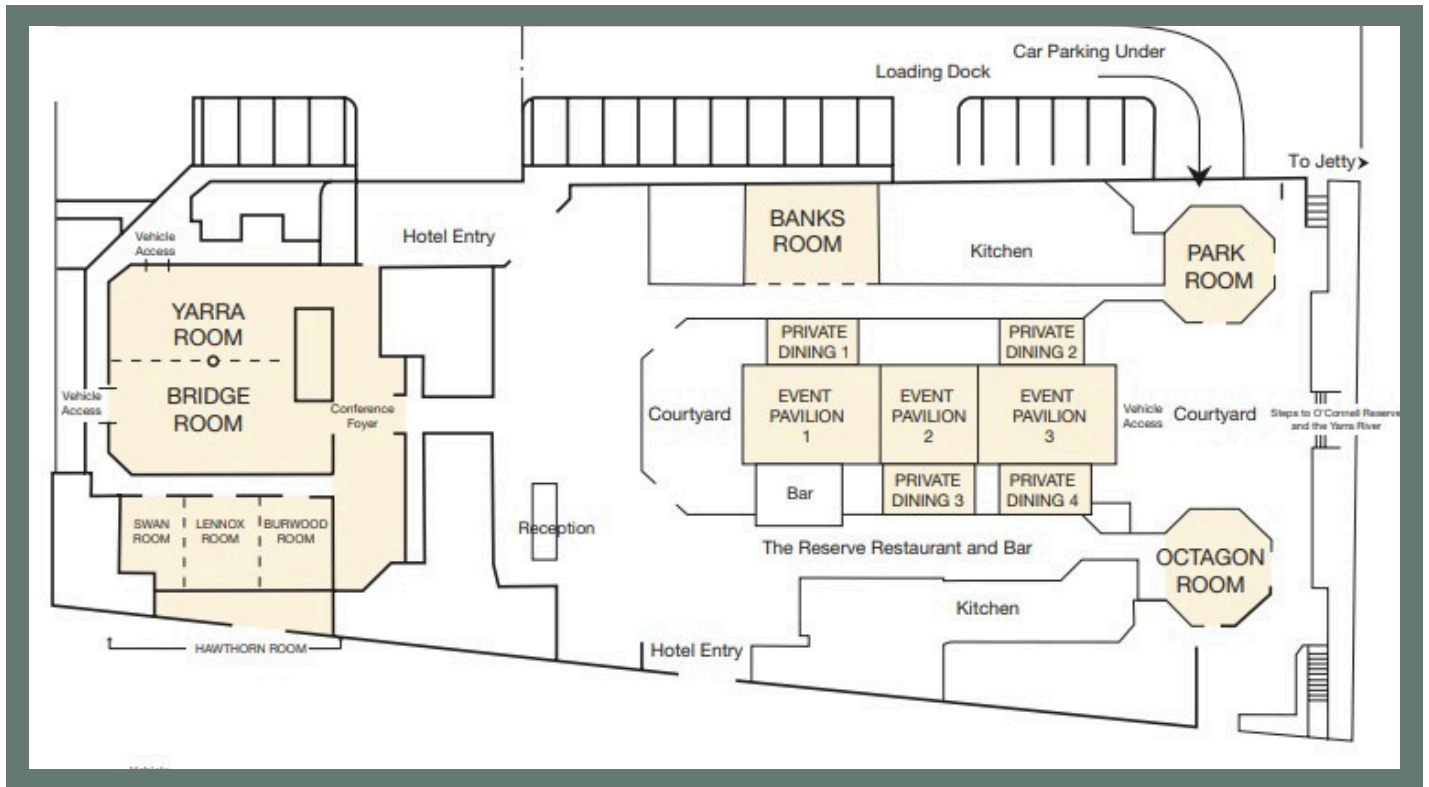 Car Parking Under
Loading Dock
To Jetty
Hotel Entry
Vehicle
Access
BANKS
ROOM
Kitchen
PARK
ROOM
YARRA
ROOM
PRIVATE
DINING 1
PRIVATE
DINING 2
BRIDGE
ROOM
Vehicle
Access
Conference
Foyer
Courtyard
EVENT
PAVILION
1
EVENT
PAVILION
2
EVENT
PAVILION
3
Vehicle
Access
Courtyard
Steps to O'Connell Reserve
and the Yarra River
PRIVATE
DINING 3
PRIVATE
DINING 4
Bar
SWAN
ROOM
LENNOX
ROOM
BURWOOD
ROOM
Reception
The Reserve Restaurant and Bar
OCTAGON
ROOM
Kitchen
HAWTHORN ROOM
Hotel Entry